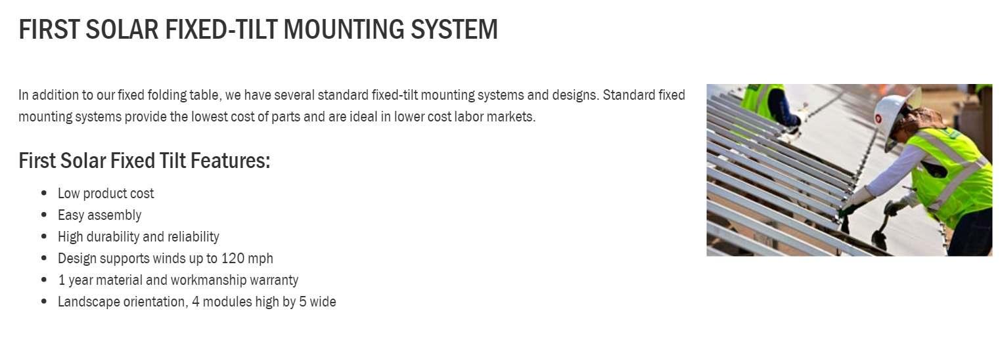 FIRST SOLAR FIXED-TILT MOUNTING SYSTEM
In addition to our fixed folding table, we have several standard fixed-tilt mounting systems and designs. Standard fixed
mounting systems provide the lowest cost of parts and are ideal in lower cost labor markets.
First Solar Fixed Tilt Features:
• Low product cost
• Easy assembly
• High durability and reliability
• Design supports winds up to 120 mph
• 1 year material and workmanship warranty
• Landscape orientation, 4 modules high by 5 wide